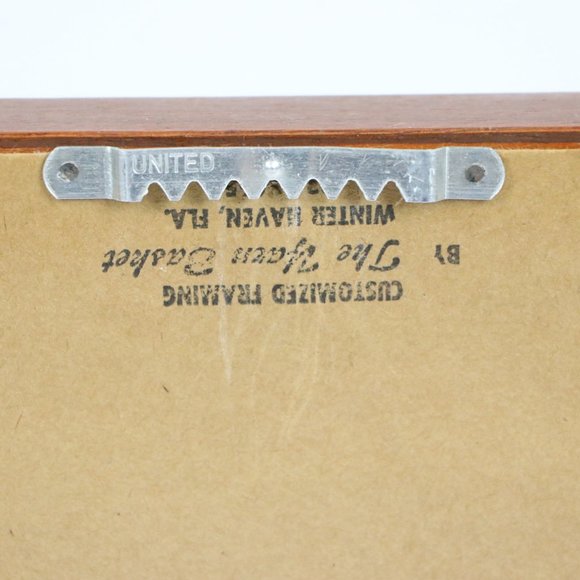 UNITED
CUSTOMIZED FRAMING
BY The Yarn Basket
WINTER HAVEN, FLA.